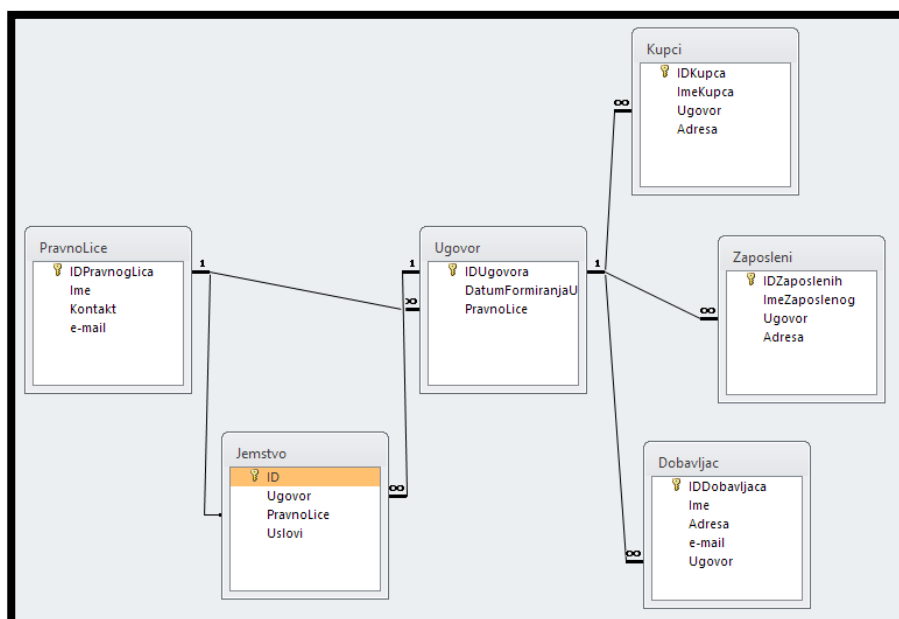 PravnoLice
IDPravnogLica
Ime
Kontakt
e-mail
1
Jemstvo
ID
Ugovor
PravnoLice
Uslovi
∞
Ugovor
IDUgovora
DatumFormiranjaU
PravnoLice
1
∞
1
Kupci
IDKupca
ImeKupca
Ugovor
Adresa
∞
Zaposleni
IDZaposlenih
ImeZaposlenog
Ugovor
Adresa
∞
Dobavljac
IDDobavljaca
Ime
Adresa
e-mail
Ugovor
∞